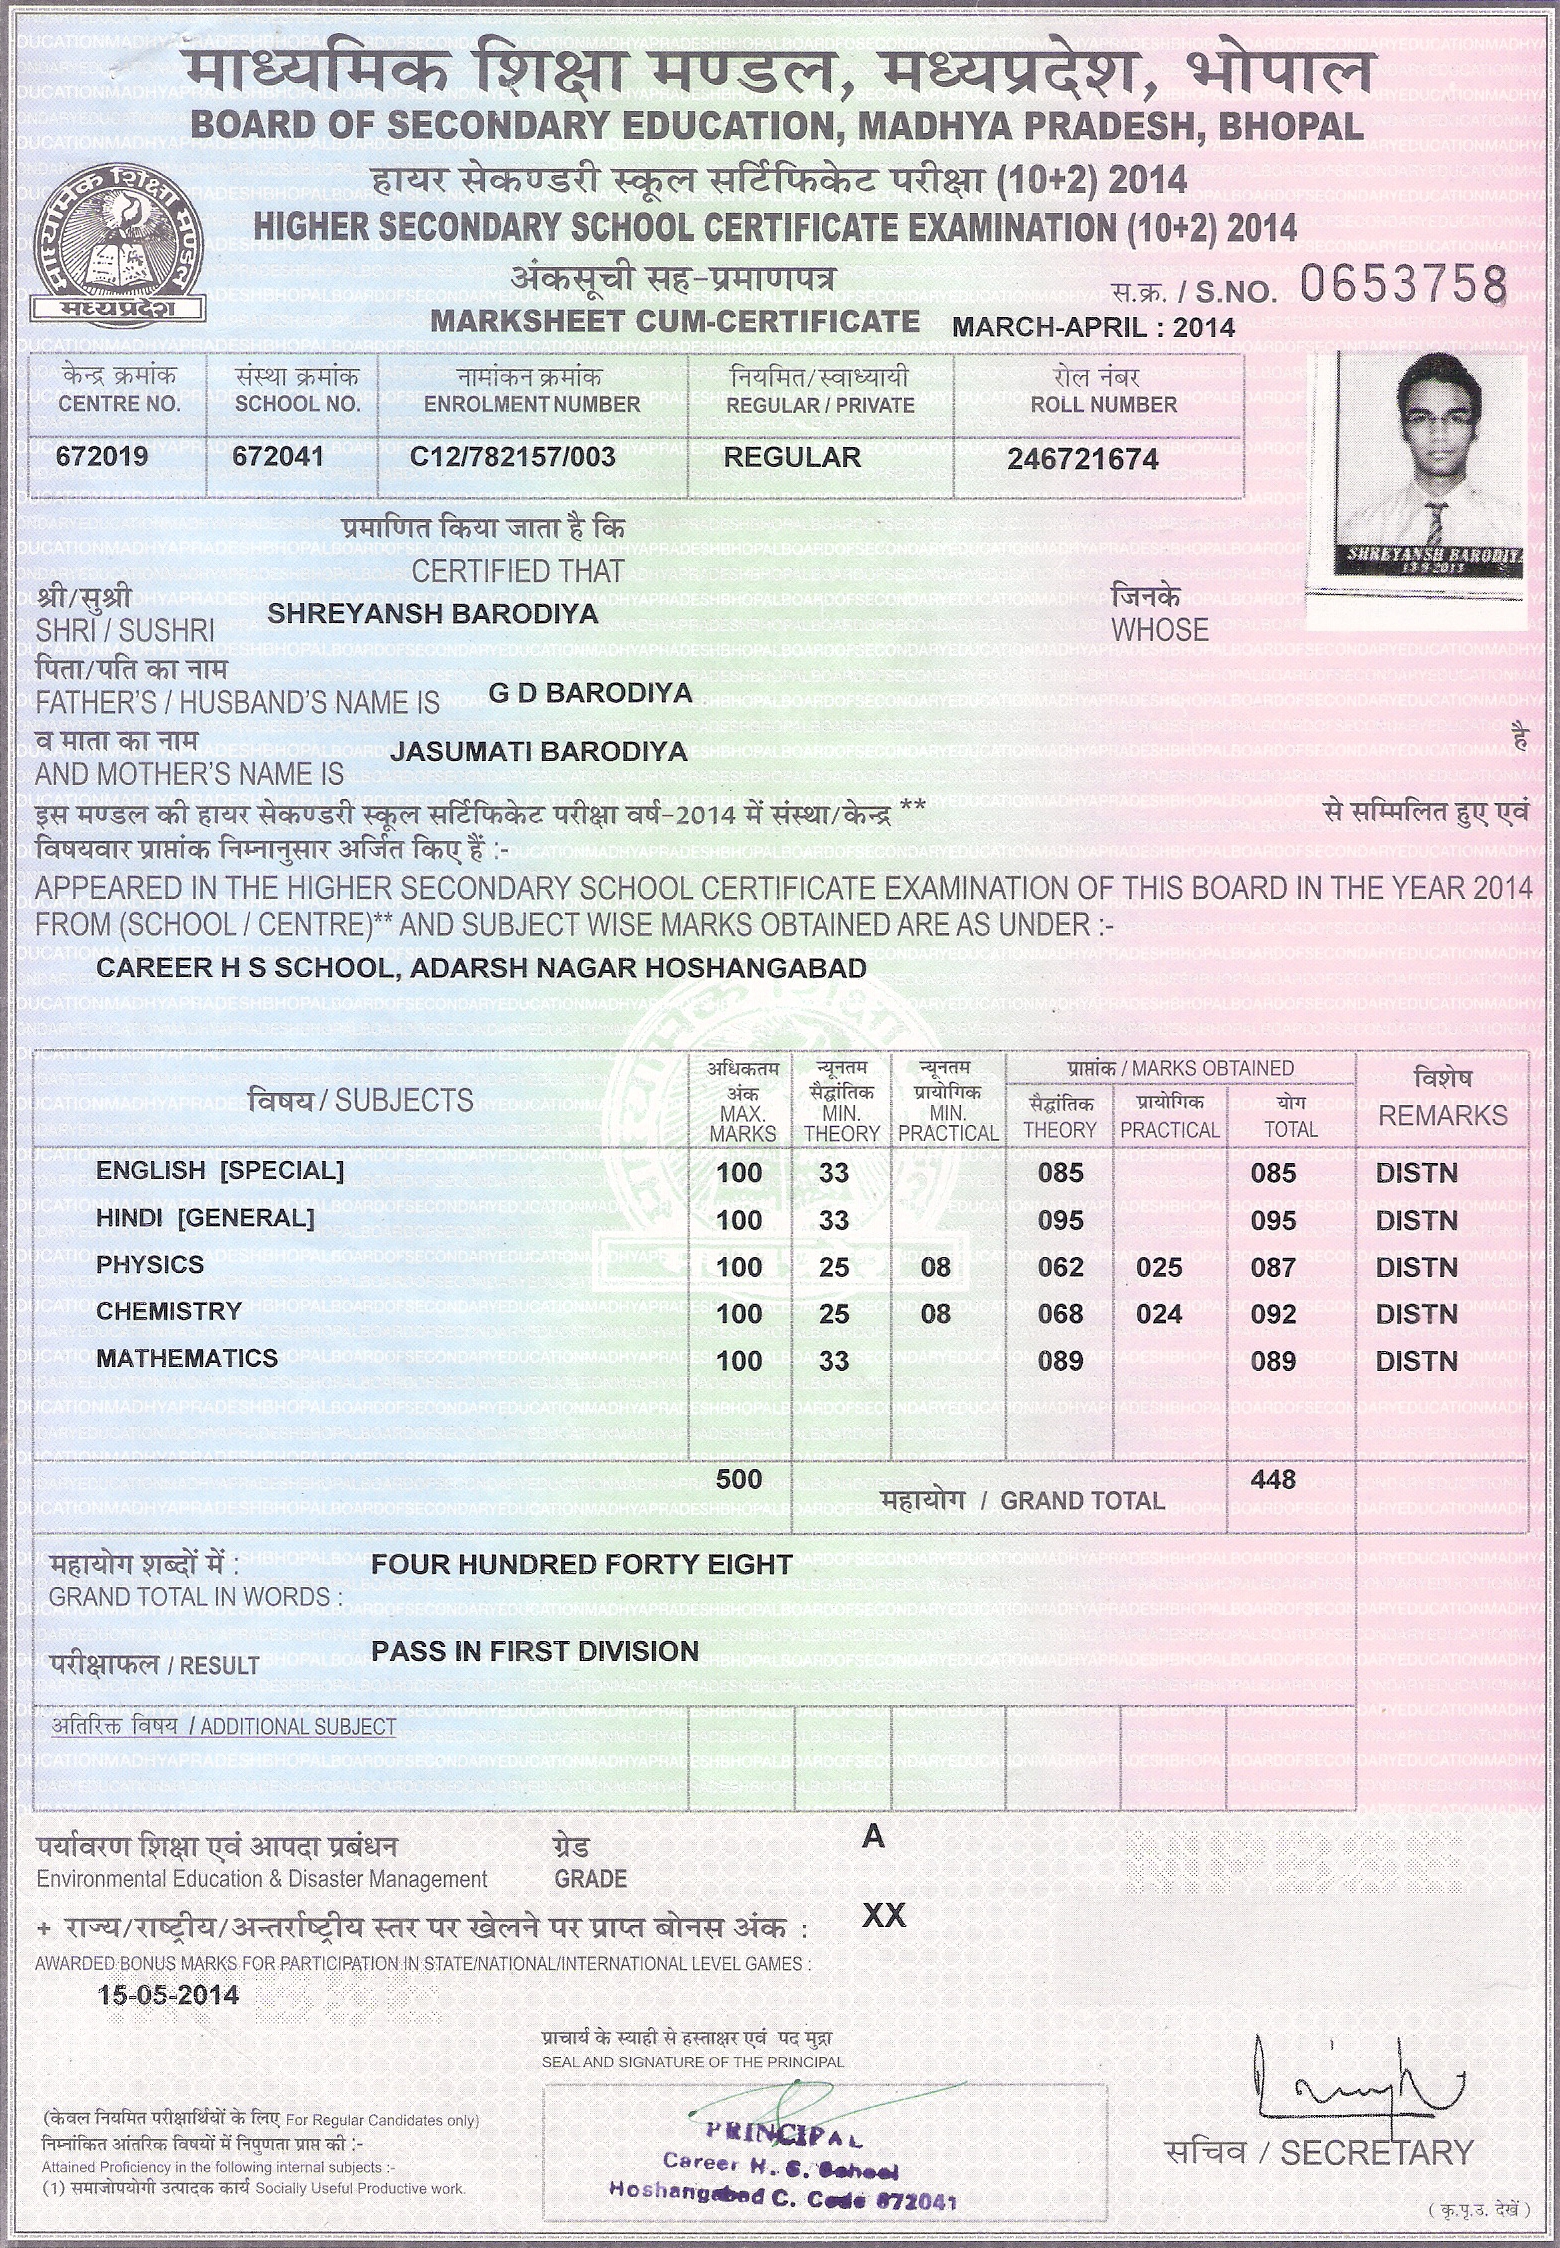 माध्यमिक शिक्षा मण्डल, मध्यप्रदेश, भोपाल
BOARD OF SECONDARY EDUCATION, MADHYA PRADESH, BHOPAL
हायर सेकण्डरी स्कूल सर्टिफिकेट परीक्षा (10+2) 2014
HIGHER SECONDARY SCHOOL CERTIFICATE EXAMINATION (10+2) 2014
माध्यमिक शिक्षा मण्डल
मध्यप्रदेश
अंकसूची सह-प्रमाणपत्र
स.क्र. / S.NO. 0653758
MARKSHEET CUM-CERTIFICATE MARCH-APRIL : 2014
केन्द्र क्रमांक संस्था क्रमांक नामांकन क्रमांक नियमित/स्वाध्यायी रोल नंबर
CENTRE NO. SCHOOL NO. ENROLMENT NUMBER REGULAR / PRIVATE ROLL NUMBER
672019 672041 C12/782157/003 REGULAR 246721674
SHREYANSH BARODIYA
13-9-2013
प्रमाणित किया जाता है कि
CERTIFIED THAT
श्री/सुश्री SHREYANSH BARODIYA जिनके
SHRI / SUSHRI WHOSE
पिता/पति का नाम
FATHER'S / HUSBAND'S NAME IS G D BARODIYA
व माता का नाम JASUMATI BARODIYA है
AND MOTHER'S NAME IS
इस मण्डल की हायर सेकण्डरी स्कूल सर्टिफिकेट परीक्षा वर्ष-2014 में संस्था/केन्द्र ** से सम्मिलित हुए एवं
विषयवार प्राप्तांक निम्नानुसार अर्जित किए हैं :-
APPEARED IN THE HIGHER SECONDARY SCHOOL CERTIFICATE EXAMINATION OF THIS BOARD IN THE YEAR 2014
FROM (SCHOOL / CENTRE)** AND SUBJECT WISE MARKS OBTAINED ARE AS UNDER :-
CAREER H S SCHOOL, ADARSH NAGAR HOSHANGABAD
विषय / SUBJECTS
अधिकतम अंक MAX. MARKS
न्यूनतम सैद्धांतिक MIN. THEORY
न्यूनतम प्रायोगिक MIN. PRACTICAL
प्राप्तांक / MARKS OBTAINED
सैद्धांतिक THEORY
प्रायोगिक PRACTICAL
योग TOTAL
विशेष REMARKS
ENGLISH [SPECIAL] 100 33 085 085 DISTN
HINDI [GENERAL] 100 33 095 095 DISTN
PHYSICS 100 25 08 062 025 087 DISTN
CHEMISTRY 100 25 08 068 024 092 DISTN
MATHEMATICS 100 33 089 089 DISTN
500 महायोग / GRAND TOTAL 448
महायोग शब्दों में : FOUR HUNDRED FORTY EIGHT
GRAND TOTAL IN WORDS :
परीक्षाफल / RESULT PASS IN FIRST DIVISION
अतिरिक्त विषय / ADDITIONAL SUBJECT
पर्यावरण शिक्षा एवं आपदा प्रबंधन ग्रेड A
Environmental Education & Disaster Management GRADE
+ राज्य/राष्ट्रीय/अन्तर्राष्ट्रीय स्तर पर खेलने पर प्राप्त बोनस अंक : XX
AWARDED BONUS MARKS FOR PARTICIPATION IN STATE/NATIONAL/INTERNATIONAL LEVEL GAMES :
15-05-2014
प्राचार्य के स्याही से हस्ताक्षर एवं पद मुद्रा
SEAL AND SIGNATURE OF THE PRINCIPAL
PRINCIPAL
Career H. S. School
Hoshangabad C. Code 672041
(केवल नियमित परीक्षार्थियों के लिए For Regular Candidates only)
निम्नांकित आंतरिक विषयों में निपुणता प्राप्त की :-
Attained Proficiency in the following internal subjects :-
(1) समाजोपयोगी उत्पादक कार्य Socially Useful Productive work.
सचिव / SECRETARY
( कृ.पृ.उ. देखें )